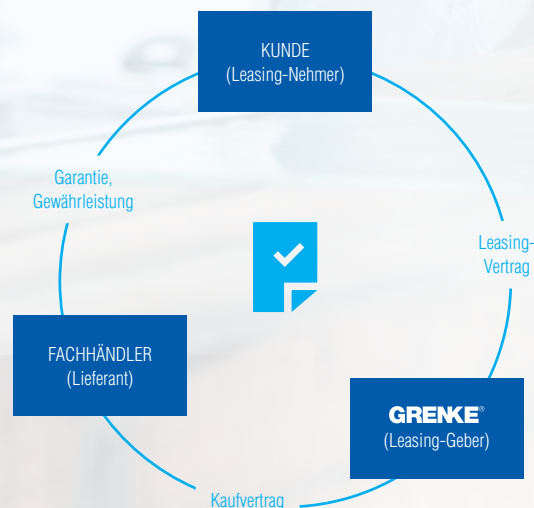 KUNDE
(Leasing-Nehmer)
Garantie,
Gewährleistung
Leasing-
Vertrag
FACHHÄNDLER
(Lieferant)
GRENKE®
(Leasing-Geber)
Kaufvertrag